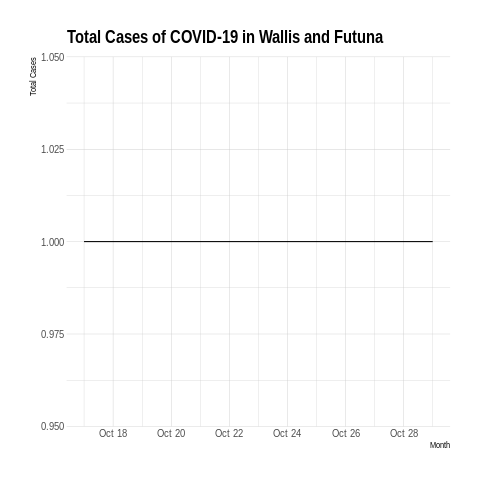 Total Cases of COVID-19 in Wallis and Futuna
Total Cases
1.050
1.025
1.000
0.975
0.950
Oct 18 Oct 20 Oct 22 Oct 24 Oct 26 Oct 28
Month